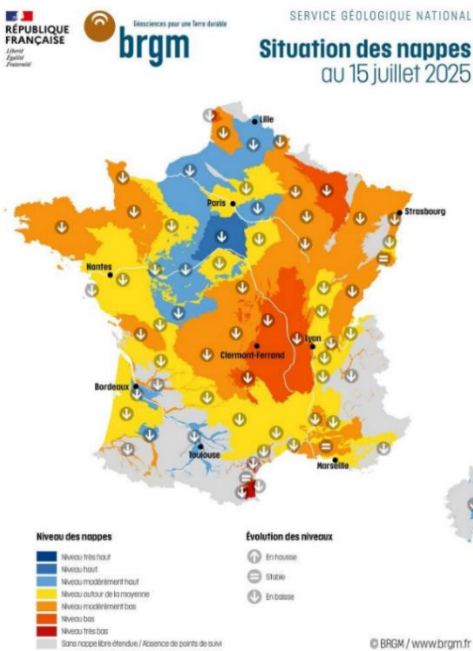 RÉPUBLIQUE
FRANÇAISE
Liberté
Égalité
Fraternité
Géosciences pour une Terre durable
brgm
SERVICE GÉOLOGIQUE NATIONAL
Situation des nappes
au 15 juillet 2025
Lille
Paris
Strasbourg
Nantes
Clermont-Ferrand
Lyon
Bordeaux
Toulouse
Marseille
Niveau des nappes
Niveau très haut
Niveau haut
Niveau modérément haut
Niveau autour de la moyenne
Niveau modérément bas
Niveau bas
Niveau très bas
Sans nappe libre étendue / Absence de points de suivi
Évolution des niveaux
En hausse
Stable
En baisse
© BRGM / www.brgm.fr